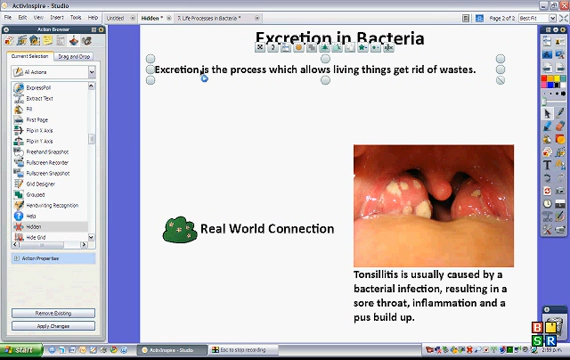 ActivInspire - Studio
File Edit View Insert Tools Help
Untitled Hidden * 7. Life Processes in Bacteria *
Page 2 of 2 Best Fit
Action Browser
Current Selection Drag and Drop
All Actions
ExpressPoll
Extract Text
Fill
First Page
Flip in X Axis
Flip in Y Axis
Freehand Snapshot
Fullscreen Recorder
Fullscreen Snapshot
Grid Designer
Grouped
Handwriting Recognition
Help
Hidden
Hide Grid
Action Properties
Remove Existing
Apply Changes
Excretion in Bacteria
Excretion is the process which allows living things get rid of wastes.
Real World Connection
Tonsillitis is usually caused by a
bacterial infection, resulting in a
sore throat, inflammation and a
pus build up.
Start ActivInspire - Studio Esc to stop recording
B
S R